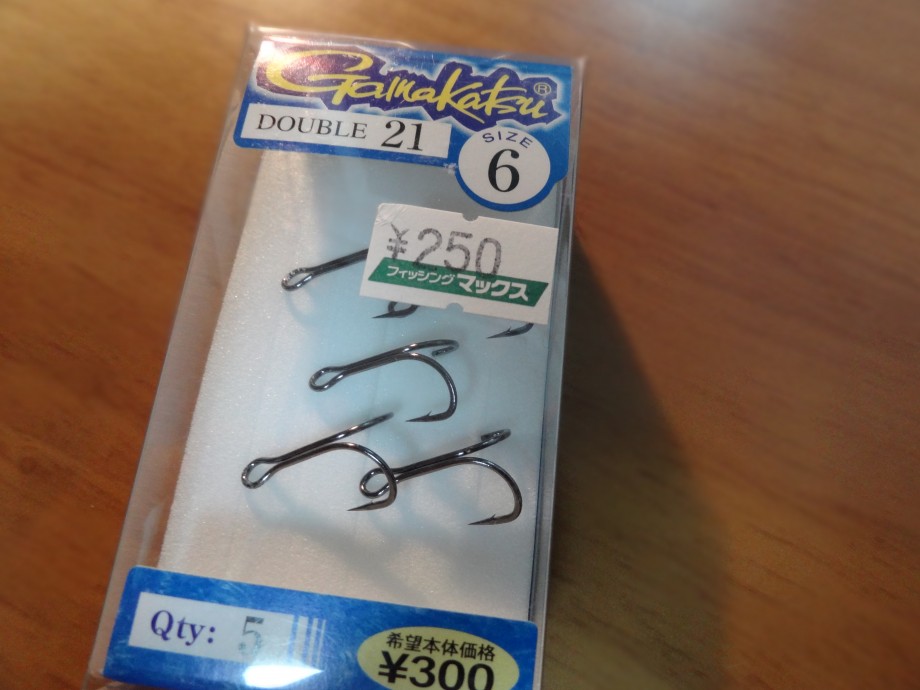 Gamakatsu®
DOUBLE 21
SIZE
6
¥250
フィッシングマックス
Qty: 5
希望本体価格
¥300